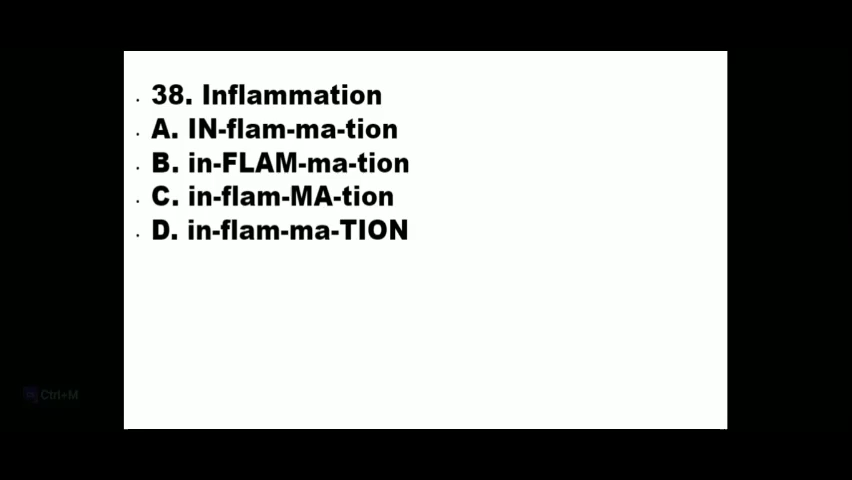 . 38. Inflammation
. A. IN-flam-ma-tion
. B. in-FLAM-ma-tion
. C. in-flam-MA-tion
. D. in-flam-ma-TION
Ctrl+M